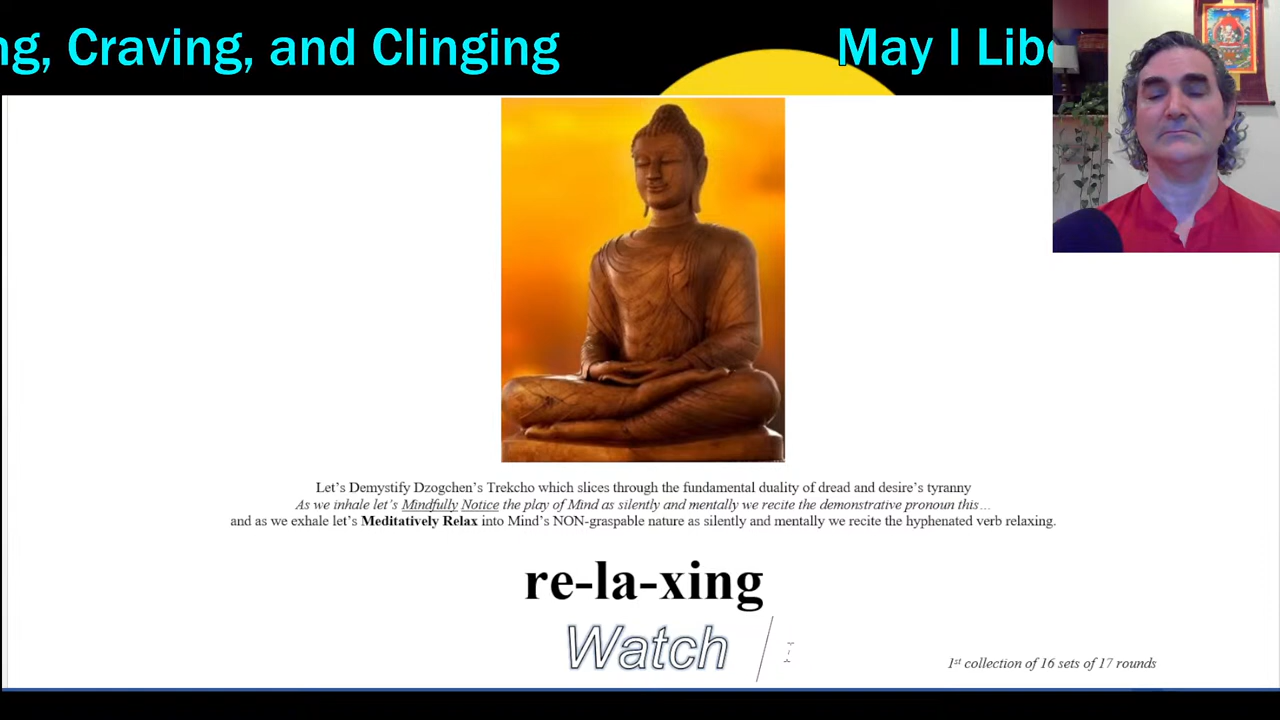 ng, Craving, and Clinging May I Libe
Let's Demystify Dzogchen's Trekcho which slices through the fundamental duality of dread and desire's tyranny
As we inhale let's Mindfully Notice the play of Mind as silently and mentally we recite the demonstrative pronoun this…
and as we exhale let's Meditatively Relax into Mind's NON-graspable nature as silently and mentally we recite the hyphenated verb relaxing.
re-la-xing
Watch
1st collection of 16 sets of 17 rounds